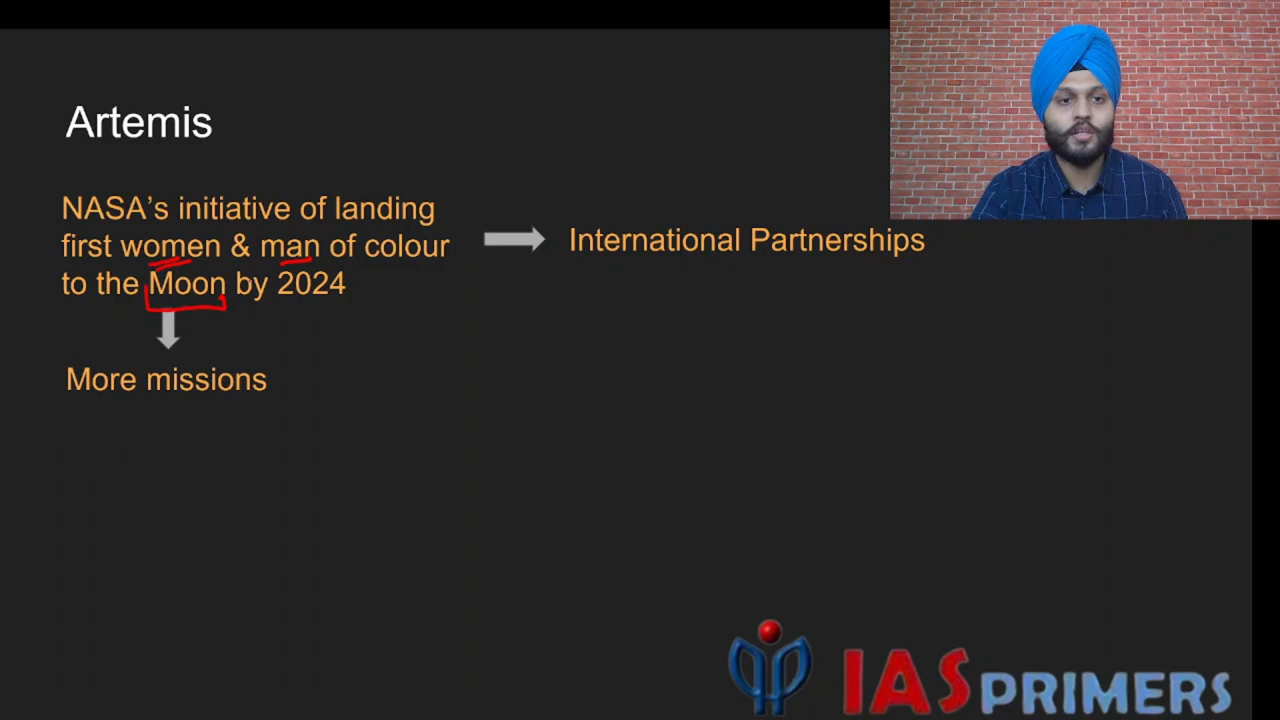 Artemis
NASA’s initiative of landing
first women & man of colour
to the Moon by 2024
International Partnerships
More missions
IAS PRIMERS